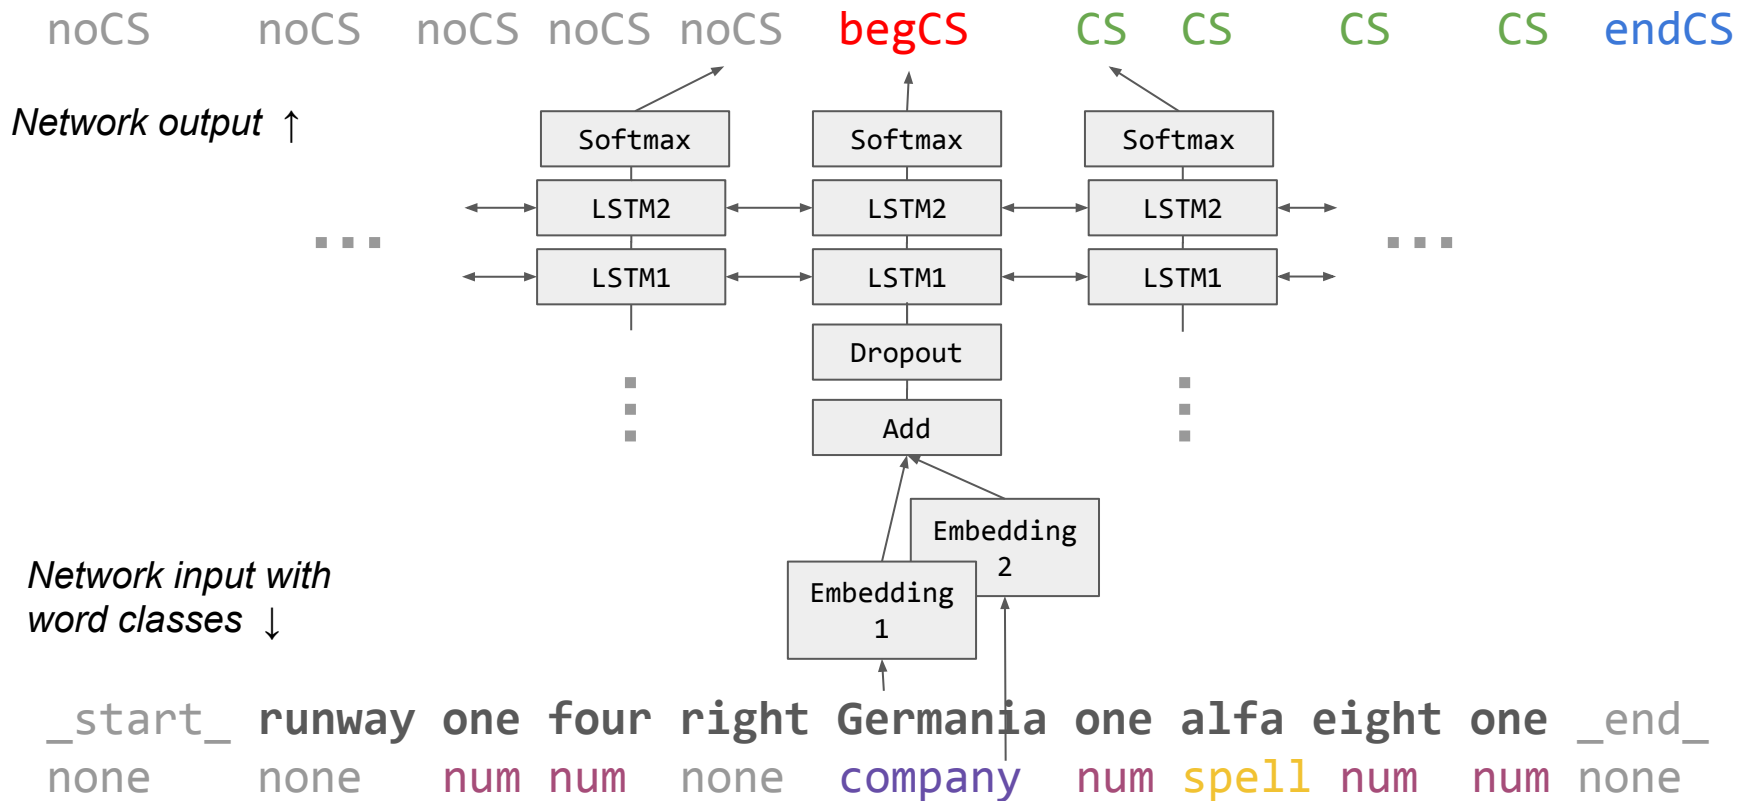 noCS noCS noCS noCS noCS begCS CS CS CS CS endCS
Network output ↑
Softmax Softmax Softmax
LSTM2 LSTM2 LSTM2
... ...
LSTM1 LSTM1 LSTM1
Dropout
Add
Embedding
2
Embedding
1
Network input with
word classes ↓
_start_ runway one four right Germania one alfa eight one _end_
none none num num none company num spell num num none